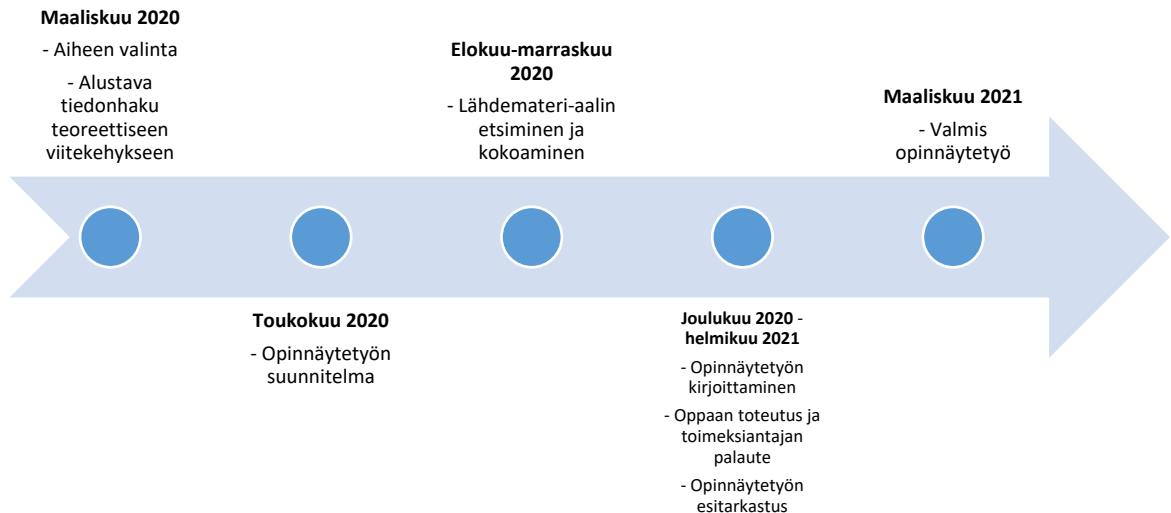 Maaliskuu 2020
- Aiheen valinta
- Alustava
tiedonhaku
teoreettiseen
viitekehykseen
Toukokuu 2020
- Opinnäytetyön
suunnitelma
Elokuu-marraskuu
2020
- Lähdemateri-aalin
etsiminen ja
kokoaminen
Joulukuu 2020 -
helmikuu 2021
- Opinnäytetyön
kirjoittaminen
- Oppaan toteutus ja
toimeksiantajan
palaute
- Opinnäytetyön
esitarkastus
Maaliskuu 2021
- Valmis
opinnäytetyö